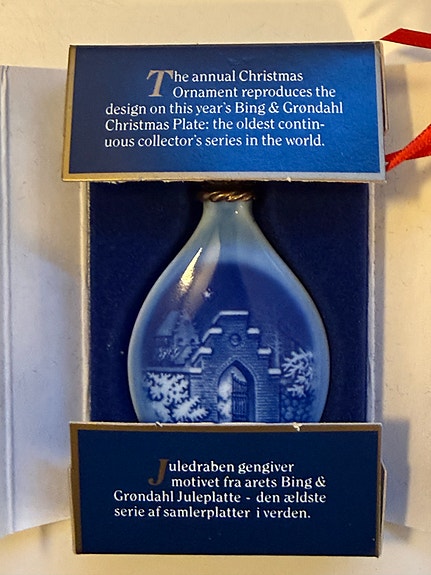 The annual Christmas
Ornament reproduces the
design on this year's Bing & Grøndahl
Christmas Plate: the oldest contin-
uous collector's series in the world.
Juledraben gengiver
motivet fra arets Bing &
Grøndahl Juleplatte - den ældste
serie af samlerplatter i verden.